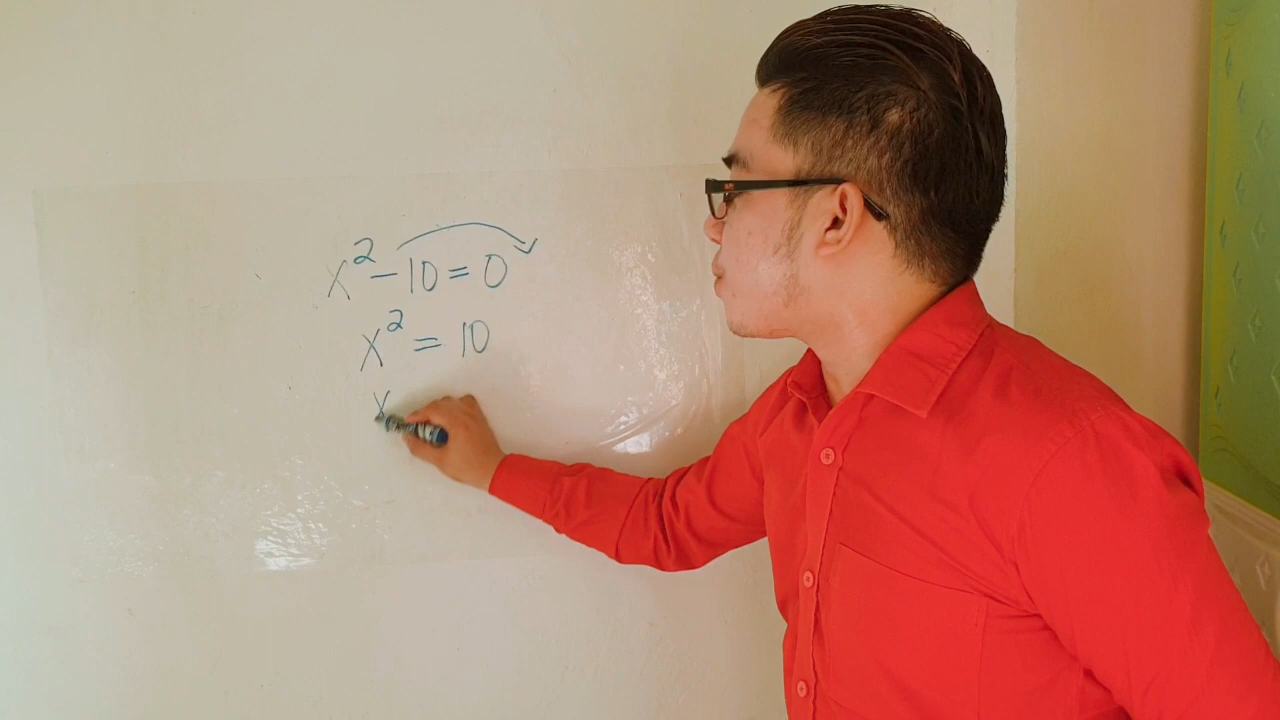 x² - 10 = 0
x² = 10
x